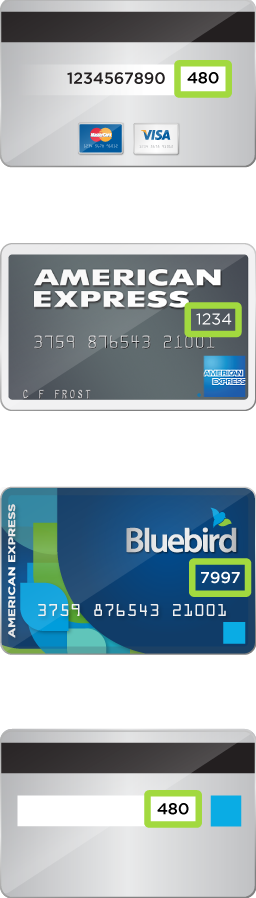 1234567890 480
MasterCard VISA
AMERICAN
EXPRESS
1234
3759 876543 21001
AMERICAN
EXPRESS
C F FROST
AMERICAN EXPRESS
Bluebird
7997
3759 876543 21001
480